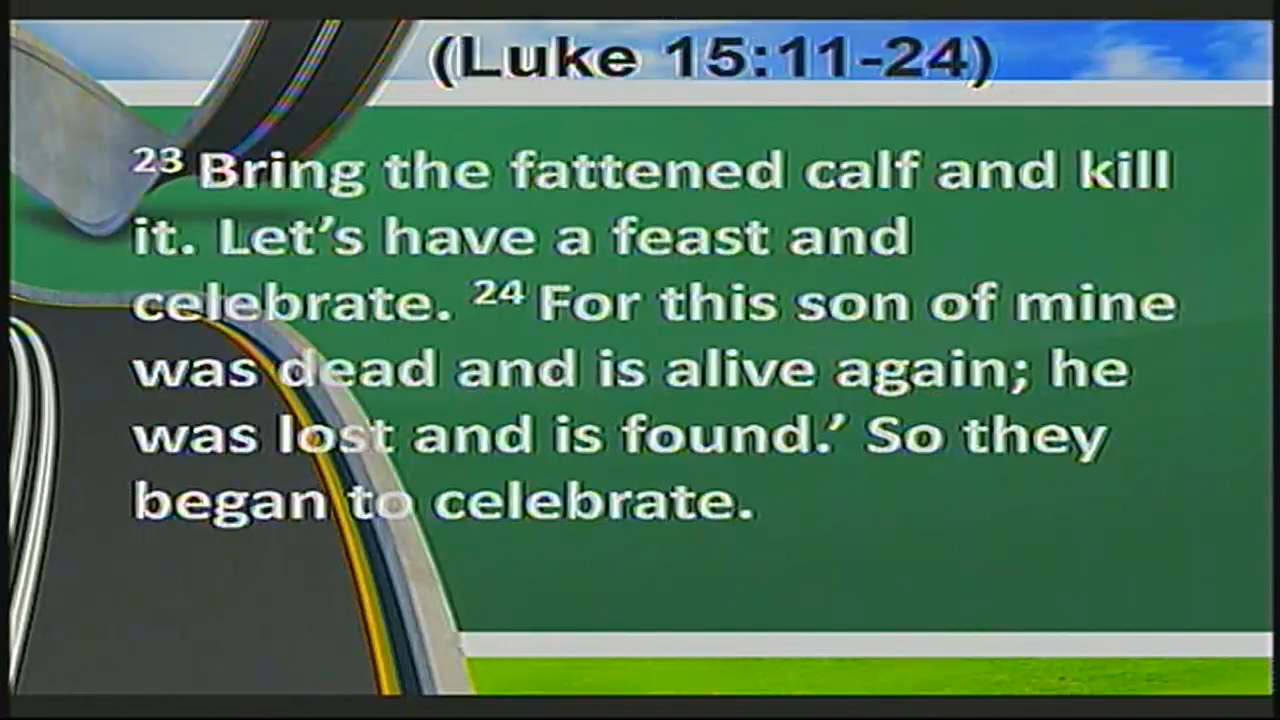 (Luke 15:11-24)
²³ Bring the fattened calf and kill
it. Let’s have a feast and
celebrate. ²⁴ For this son of mine
was dead and is alive again; he
was lost and is found.’ So they
began to celebrate.